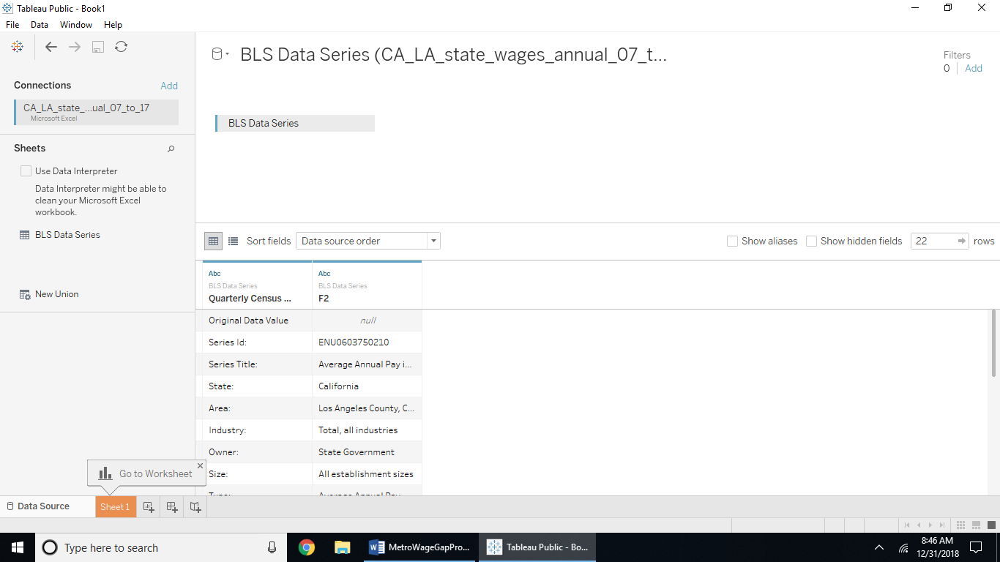 Tableau Public - Book1
File Data Window Help
BLS Data Series (CA_LA_state_wages_annual_07_t...
Filters
0 Add
Connections Add
CA_LA_state_...ual_07_to_17
Microsoft Excel
BLS Data Series
Sheets
Use Data Interpreter
Data Interpreter might be able to
clean your Microsoft Excel
workbook.
BLS Data Series
New Union
Sort fields Data source order Show aliases Show hidden fields 22 rows
Abc Abc
BLS Data Series BLS Data Series
Quarterly Census ... F2
Original Data Value null
Series Id: ENU0603750210
Series Title: Average Annual Pay i...
State: California
Area: Los Angeles County, C...
Industry: Total, all industries
Owner: State Government
Size: All establishment sizes
Type: Average Annual Pay
Go to Worksheet
Data Source Sheet 1
Type here to search
MetroWageGapPro...
Tableau Public - Bo...
8:46 AM
12/31/2018